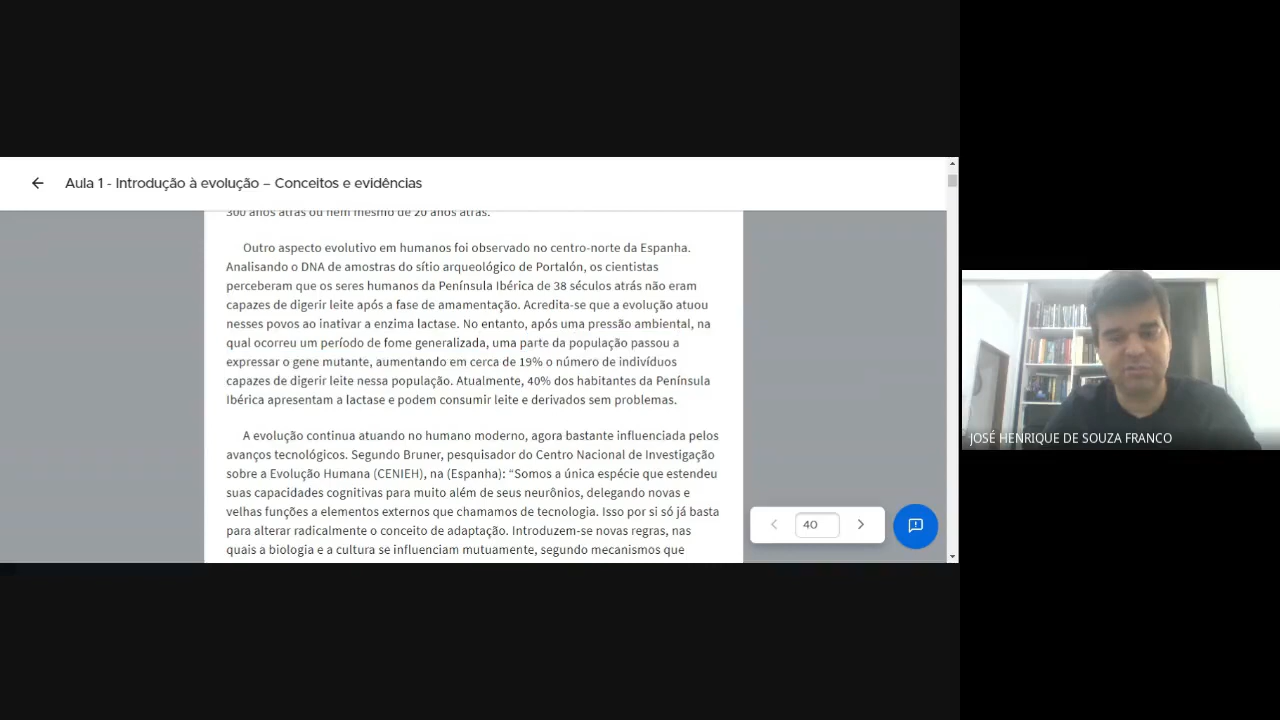 Aula 1 - Introdução à evolução – Conceitos e evidências
300 anos atrás ou nem mesmo de 20 anos atrás.
Outro aspecto evolutivo em humanos foi observado no centro-norte da Espanha.
Analisando o DNA de amostras do sítio arqueológico de Portalón, os cientistas
perceberam que os seres humanos da Península Ibérica de 38 séculos atrás não eram
capazes de digerir leite após a fase de amamentação. Acredita-se que a evolução atuou
nesses povos ao inativar a enzima lactase. No entanto, após uma pressão ambiental, na
qual ocorreu um período de fome generalizada, uma parte da população passou a
expressar o gene mutante, aumentando em cerca de 19% o número de indivíduos
capazes de digerir leite nessa população. Atualmente, 40% dos habitantes da Península
Ibérica apresentam a lactase e podem consumir leite e derivados sem problemas.
A evolução continua atuando no humano moderno, agora bastante influenciada pelos
avanços tecnológicos. Segundo Bruner, pesquisador do Centro Nacional de Investigação
sobre a Evolução Humana (CENIEH), na (Espanha): “Somos a única espécie que estendeu
suas capacidades cognitivas para muito além de seus neurônios, delegando novas e
velhas funções a elementos externos que chamamos de tecnologia. Isso por si só já basta
para alterar radicalmente o conceito de adaptação. Introduzem-se novas regras, nas
quais a biologia e a cultura se influenciam mutuamente, segundo mecanismos que
40
JOSÉ HENRIQUE DE SOUZA FRANCO